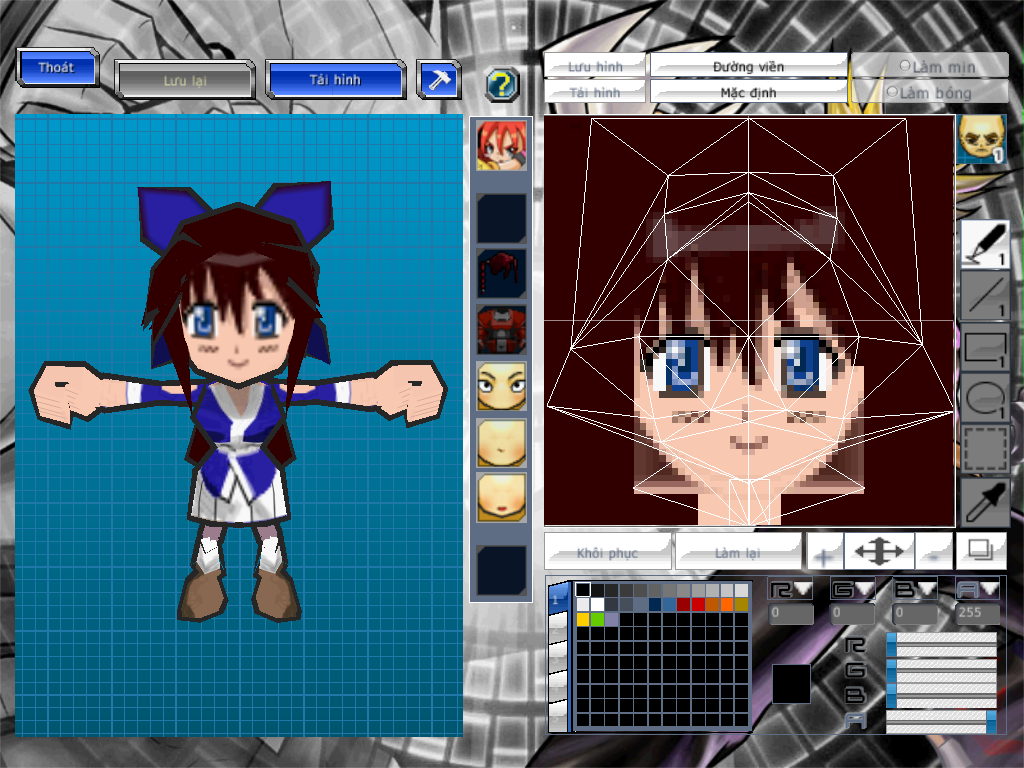 Thoát
Lưu lại
Tải hình
?
Lưu hình
Đường viền
Làm mịn
Tải hình
Mặc định
Làm bóng
1
1
1
1
1
Khôi phục
Làm lại
+
-
1
R
G
B
A
0
0
0
255
R
G
B
A